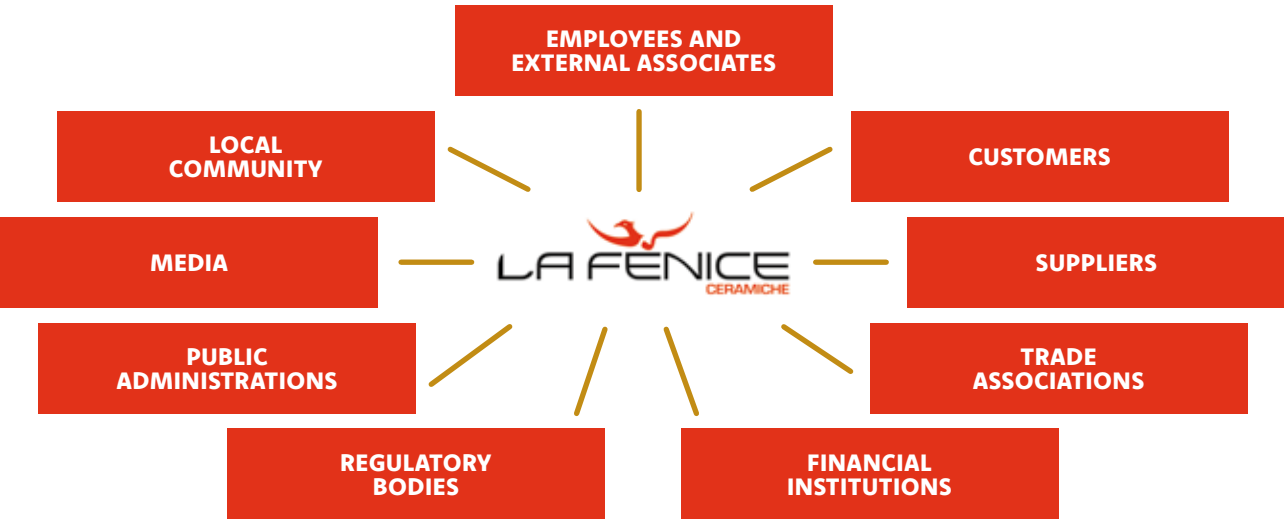 EMPLOYEES AND
EXTERNAL ASSOCIATES
LOCAL
COMMUNITY
CUSTOMERS
MEDIA
LA FENICE
CERAMICHE
SUPPLIERS
PUBLIC
ADMINISTRATIONS
TRADE
ASSOCIATIONS
REGULATORY
BODIES
FINANCIAL
INSTITUTIONS